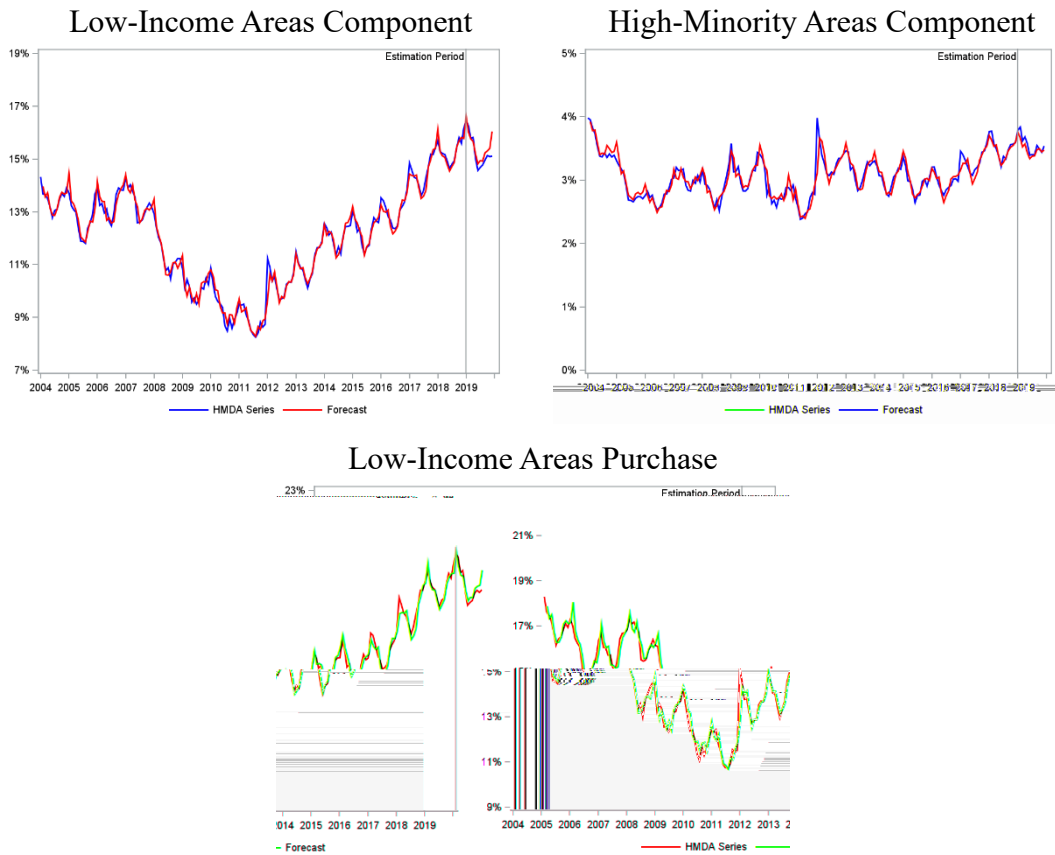 Low-Income Areas Component
High-Minority Areas Component
19%
Estimation Period
17%
15%
13%
11%
9%
7%
2004 2005 2006 2007 2008 2009 2010 2011 2012 2013 2014 2015 2016 2017 2018 2019
HMDA Series Forecast
5%
Estimation Period
4%
3%
2%
1%
0%
HMDA Series Forecast
Low-Income Areas Purchase
23%
Estimation Period
21%
19%
17%
13%
11%
9%
2015 2016 2017 2018 2019
2004 2005 2006 2007 2008 2009 2010 2011 2012 2013
Forecast
HMDA Series